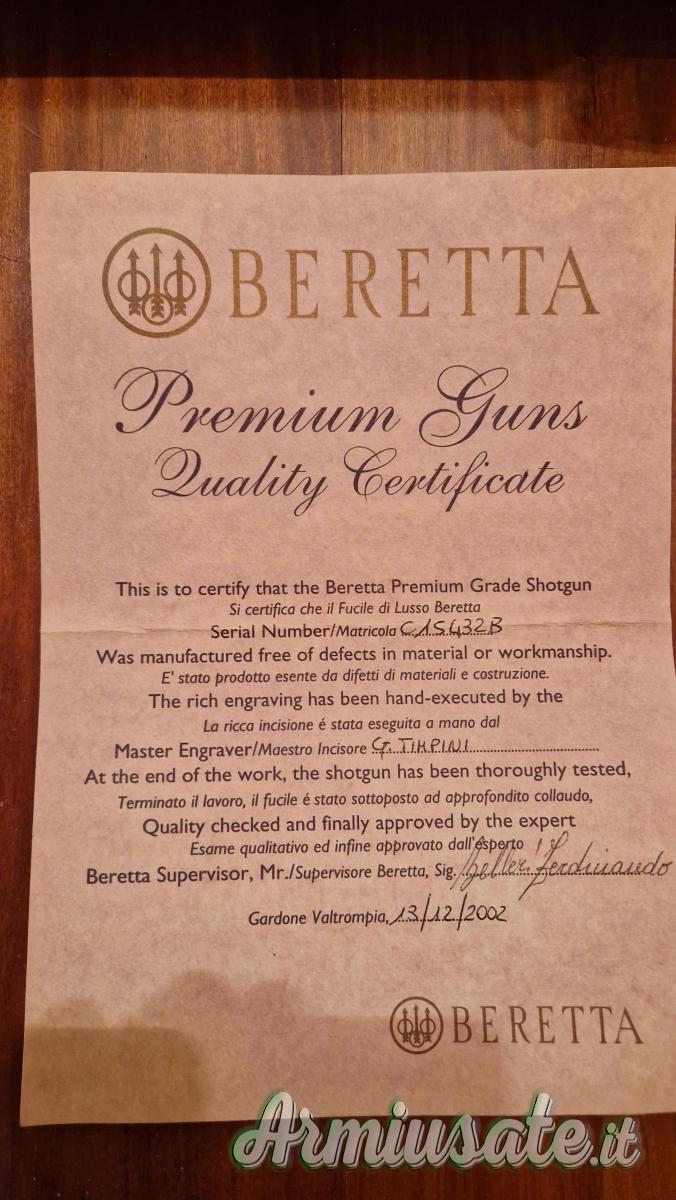 BERETTA
Premium Guns
Quality Certificate
This is to certify that the Beretta Premium Grade Shotgun
Si certifica che il Fucile di Lusso Beretta
Serial Number/Matricola C15432B
Was manufactured free of defects in material or workmanship.
E' stato prodotto esente da difetti di materiali e costruzione.
The rich engraving has been hand-executed by the
La ricca incisione é stata eseguita a mano dal
Master Engraver/Maestro Incisore G.
At the end of the work, the shotgun has been thoroughly tested,
Terminato il lavoro, il fucile é stato sottoposto ad approfondito collaudo,
Quality checked and finally approved by the expert
Esame qualitativo ed infine approvato dall'esperto
Beretta Supervisor, Mr./Supervisore Beretta, Sig. Ferdinando
Gardone Valtrompia, 13/12/2002
BERETTA
Armiusate.it